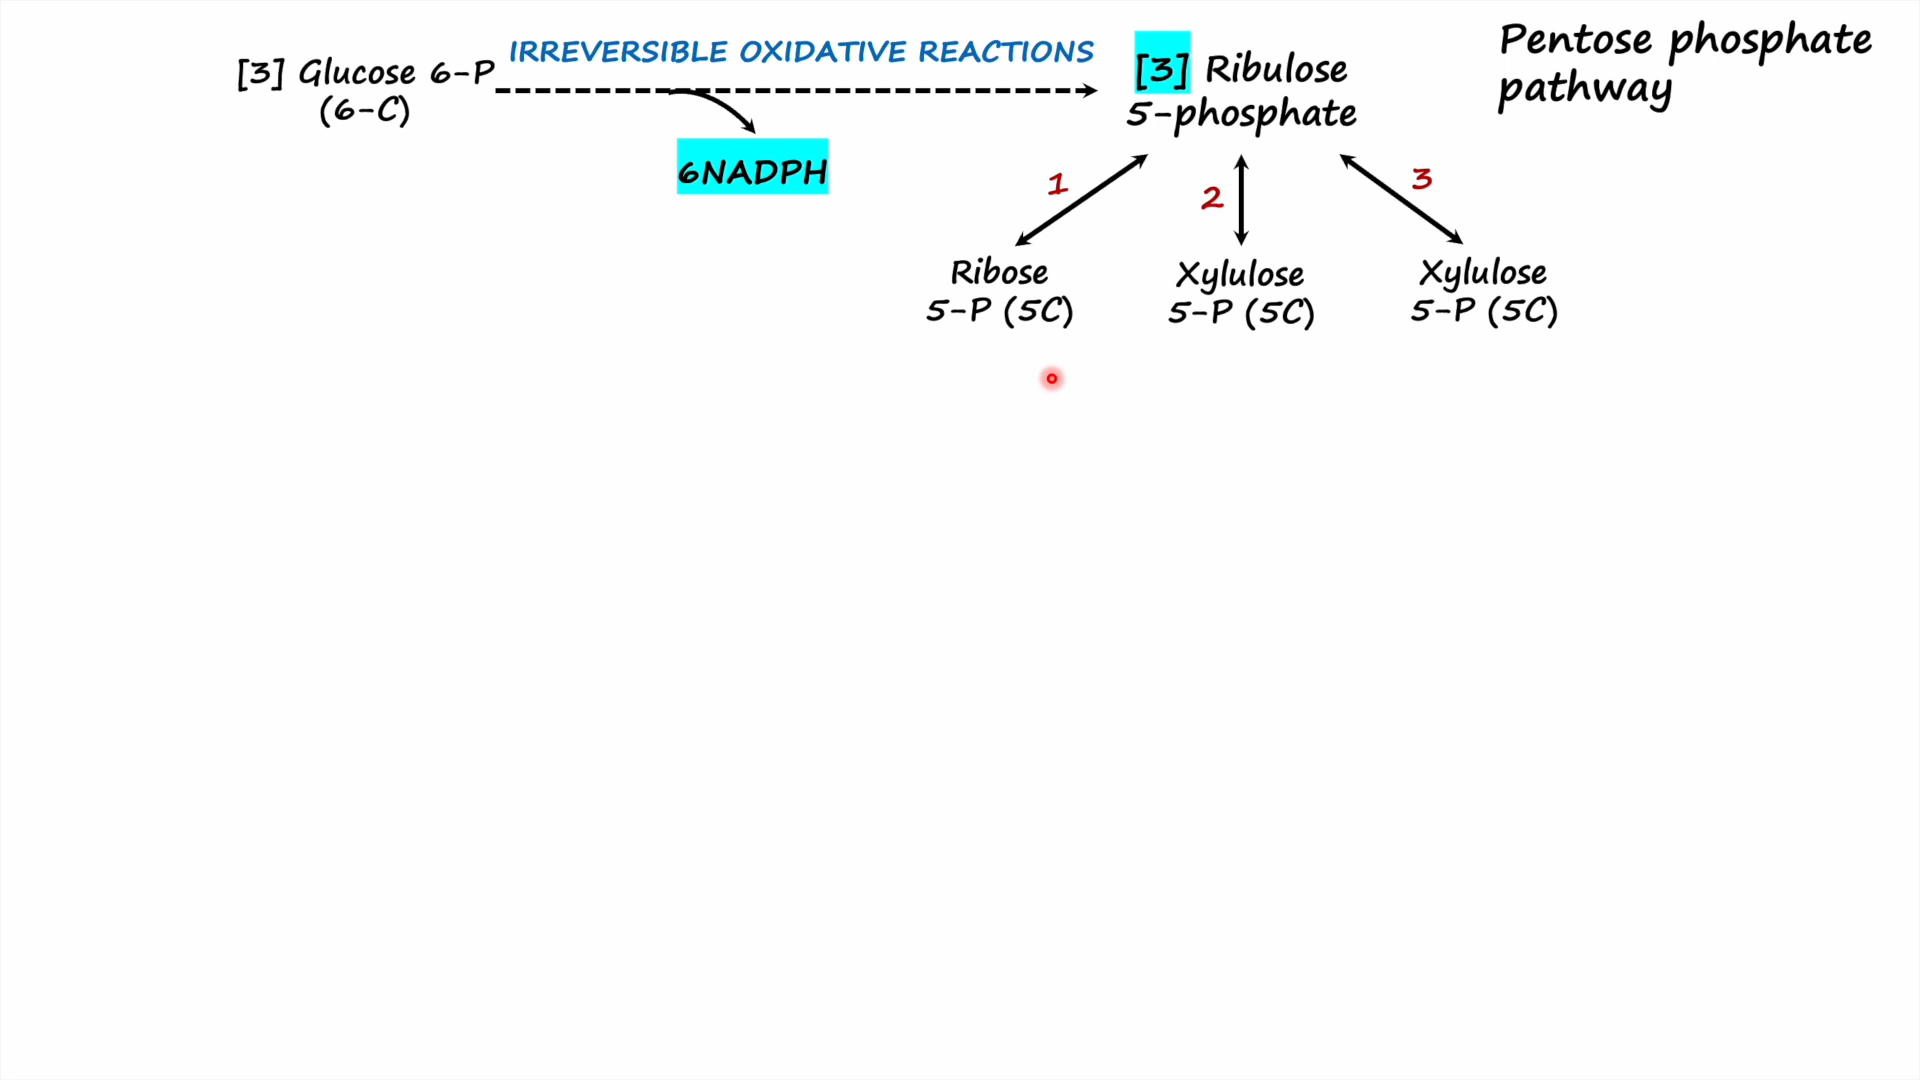 Pentose phosphate
pathway
IRREVERSIBLE OXIDATIVE REACTIONS
[3] Glucose 6-P
(6-C)
[3] Ribulose
5-phosphate
6NADPH
1
2
3
Ribose
5-P (5C)
Xylulose
5-P (5C)
Xylulose
5-P (5C)